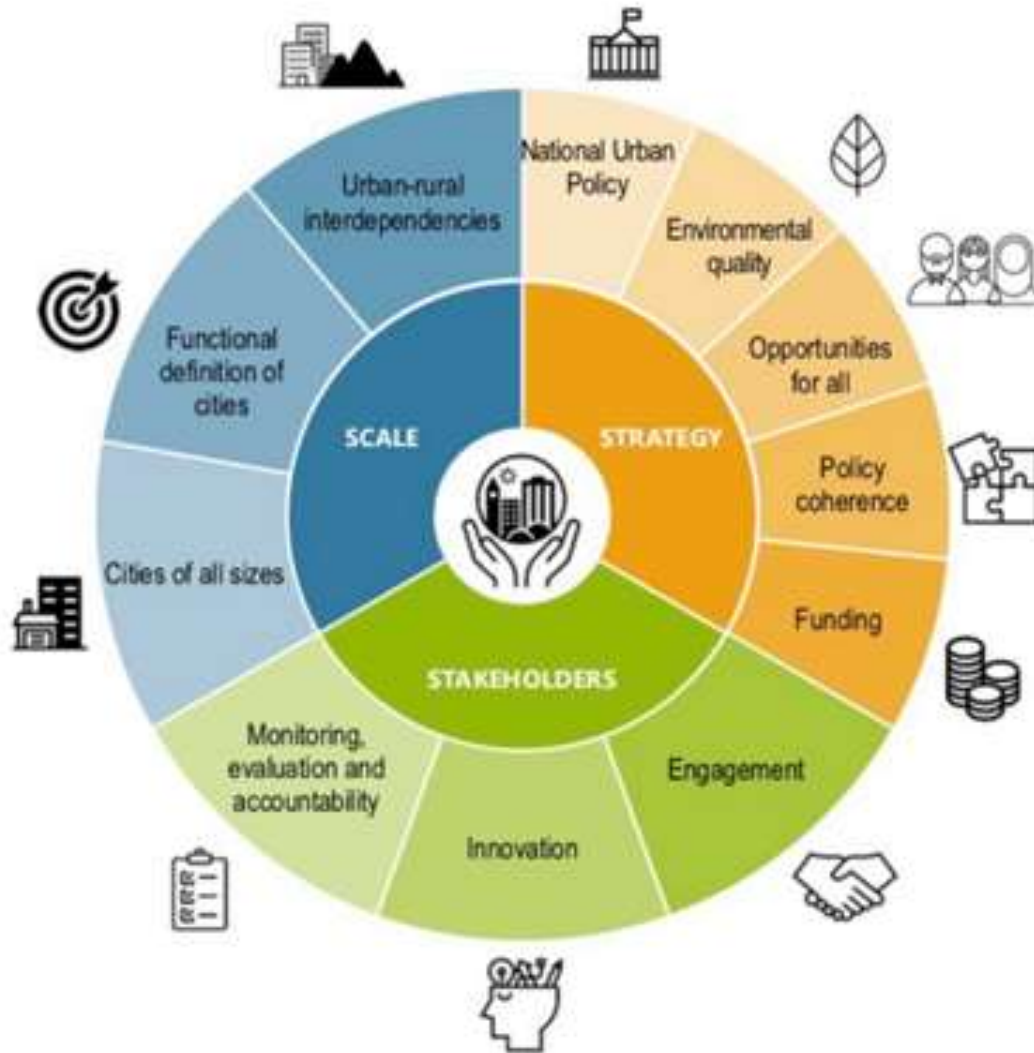 Urban-rural
interdependencies
National Urban
Policy
Environmental
quality
Opportunities
for all
Policy
coherence
Funding
Functional
definition of
cities
Cities of all sizes
SCALE
STRATEGY
STAKEHOLDERS
Monitoring,
evaluation and
accountability
Innovation
Engagement